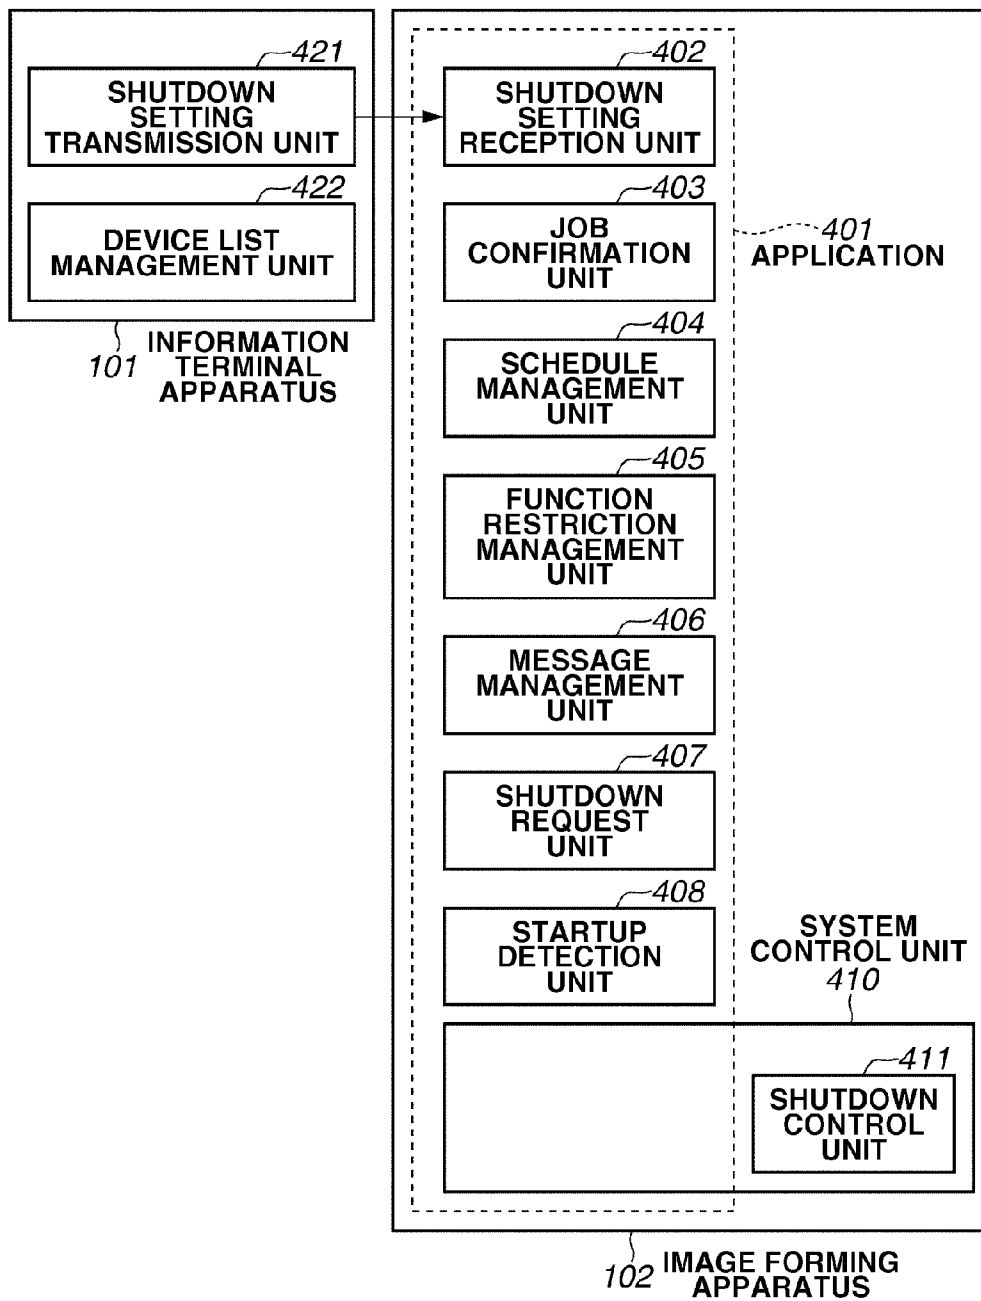 421
SHUTDOWN
SETTING
TRANSMISSION UNIT
422
DEVICE LIST
MANAGEMENT UNIT
101
INFORMATION
TERMINAL
APPARATUS
402
SHUTDOWN
SETTING
RECEPTION UNIT
403
JOB
CONFIRMATION
UNIT
401
APPLICATION
404
SCHEDULE
MANAGEMENT
UNIT
405
FUNCTION
RESTRICTION
MANAGEMENT
UNIT
406
MESSAGE
MANAGEMENT
UNIT
407
SHUTDOWN
REQUEST
UNIT
408
STARTUP
DETECTION
UNIT
SYSTEM
CONTROL UNIT
410
411
SHUTDOWN
CONTROL
UNIT
102
IMAGE FORMING
APPARATUS